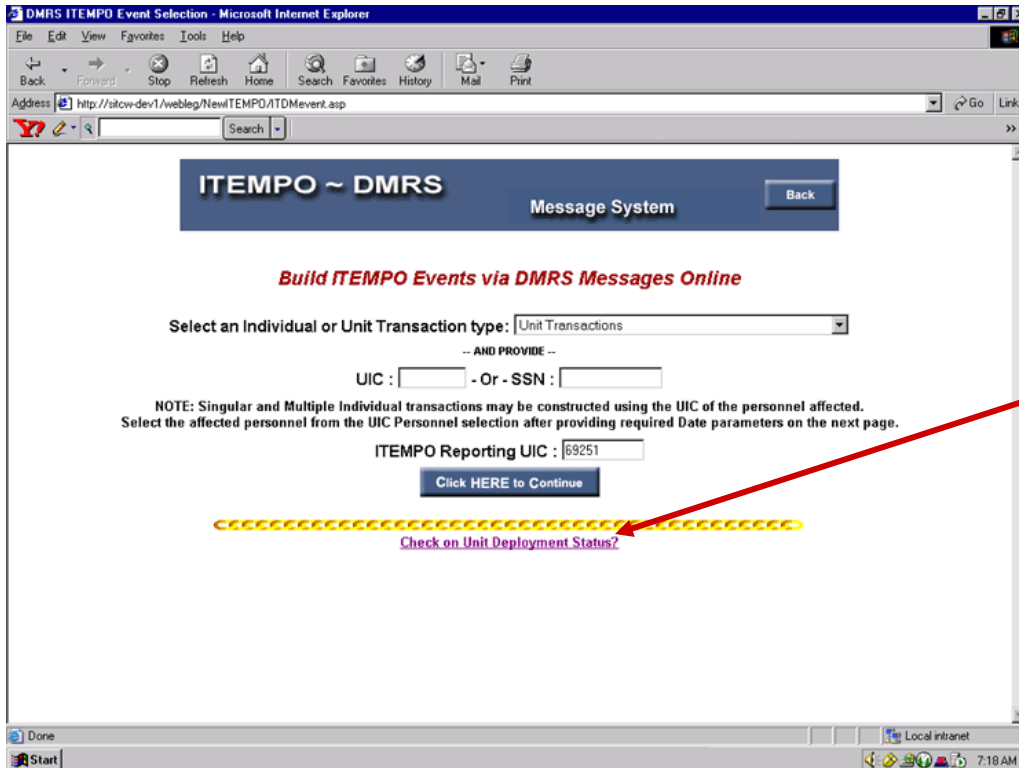 DMRS ITEMPO Event Selection - Microsoft Internet Explorer
File Edit View Favorites Tools Help
Back Forward Stop Refresh Home Search Favorites History Mail Print
Address http://sitcw-dev1/webleg/NewITEMPO/ITDMevent.asp Go Link
Y! Search »
ITEMPO ~ DMRS
Message System
Back
Build ITEMPO Events via DMRS Messages Online
Select an Individual or Unit Transaction type: Unit Transactions
-- AND PROVIDE --
UIC : - Or - SSN :
NOTE: Singular and Multiple Individual transactions may be constructed using the UIC of the personnel affected.
Select the affected personnel from the UIC Personnel selection after providing required Date parameters on the next page.
ITEMPO Reporting UIC : 69251
Click HERE to Continue
Check on Unit Deployment Status?
Done Local intranet
Start 7:18 AM